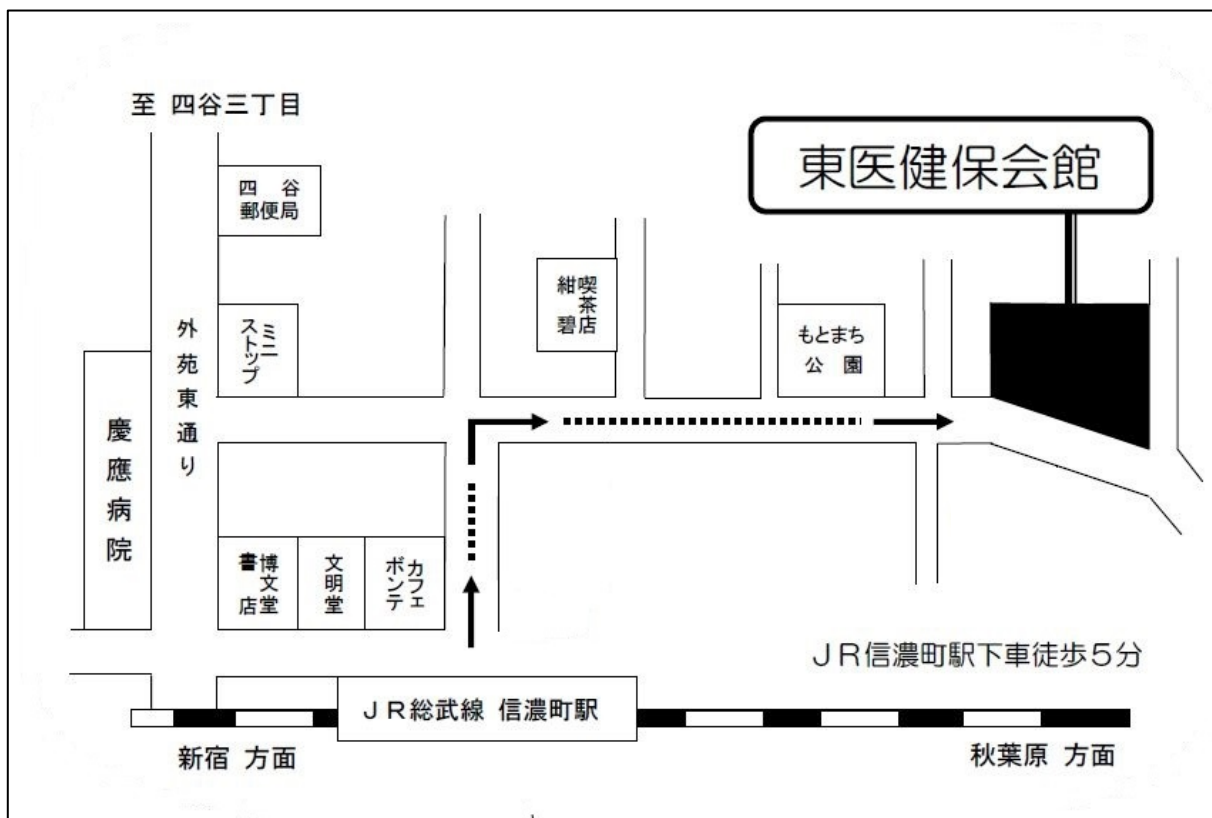 至 四谷三丁目
東医健保会館
四 谷
郵便局
喫茶店
紺 碧
ミニ
ストップ
外苑東通り
もとまち
公 園
慶應病院
博文堂
書 店
文明堂
カフェ
ボンテ
ＪＲ信濃町駅下車徒歩５分
ＪＲ総武線 信濃町駅
新宿 方面
秋葉原 方面